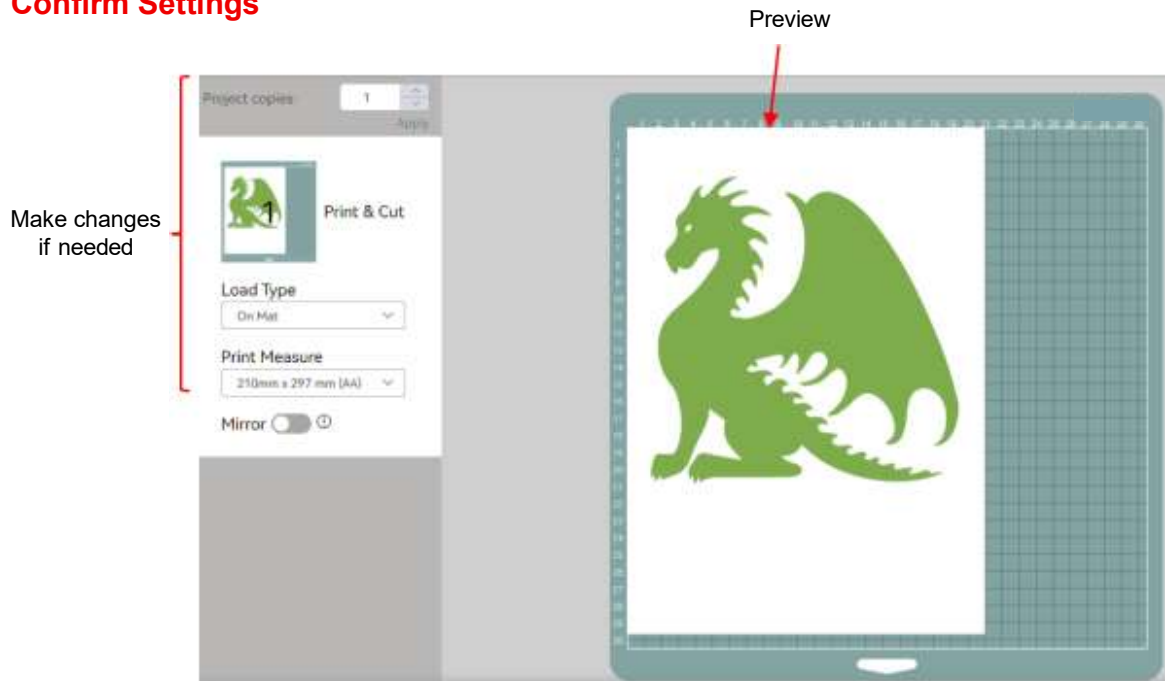 Confirm Settings
Preview
Project copies:
1
Apply
1
Print & Cut
Make changes
if needed
Load Type
On Mat
Print Measure
210mm x 297 mm (A4)
Mirror